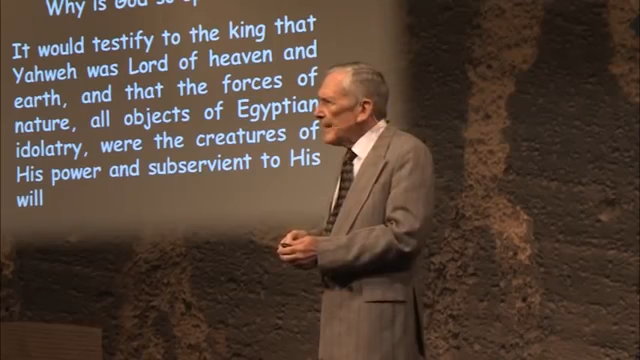 Why is God so
It would testify to the king that
Yahweh was Lord of heaven and
earth, and that the forces of
nature, all objects of Egyptian
idolatry, were the creatures of
His power and subservient to His
will